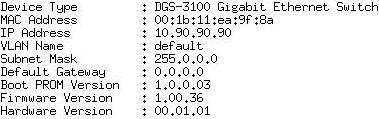 Device Type : DGS-3100 Gigabit Ethernet Switch
MAC Address : 00:1b:11:ea:9f:8a
IP Address : 10.90.90.90
VLAN Name : default
Subnet Mask : 255.0.0.0
Default Gateway : 0.0.0.0
Boot PROM Version : 1.0.0.03
Firmware Version : 1.00.36
Hardware Version : 00.01.01